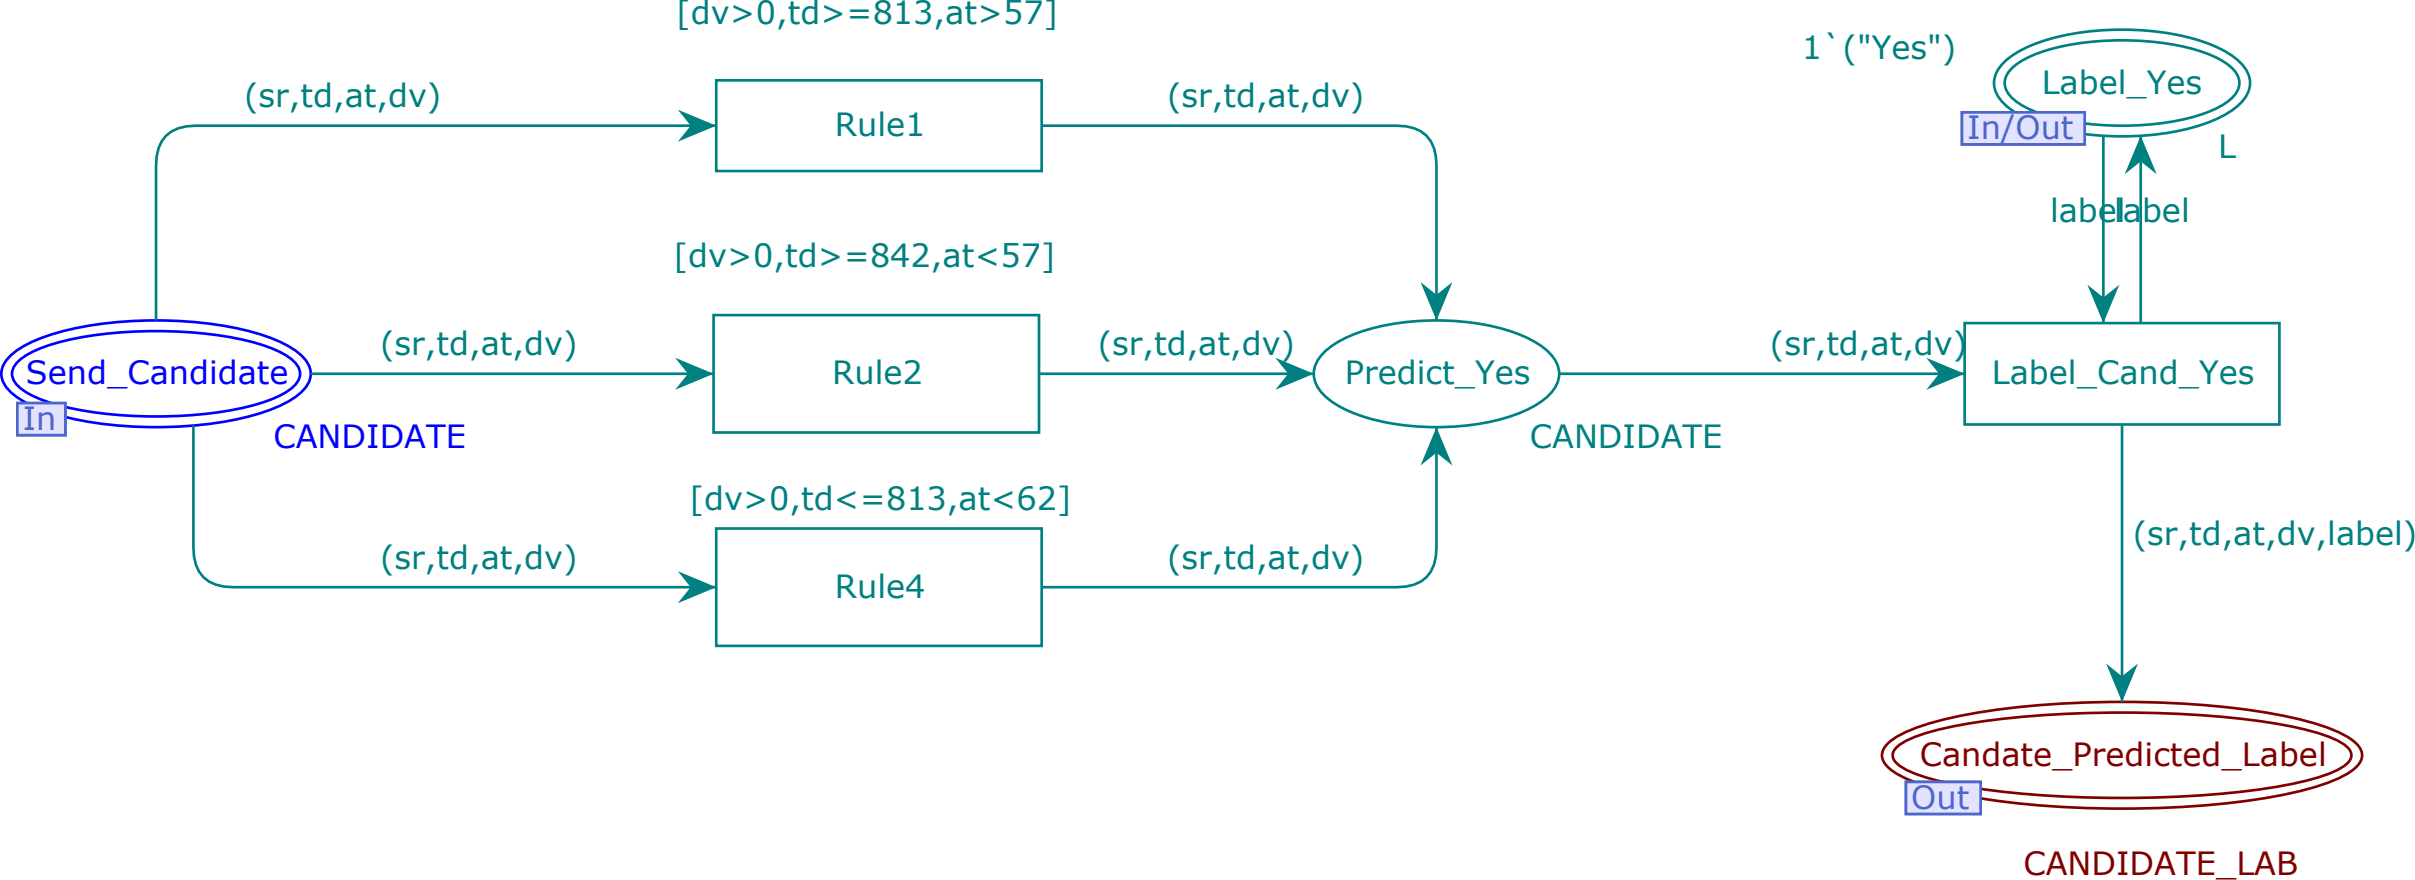 [dv>0,td>=813,at>57]
1`("Yes")
Label_Yes
In/Out
L
(sr,td,at,dv)
Rule1
(sr,td,at,dv)
label
label
[dv>0,td>=842,at<57]
Send_Candidate
In
CANDIDATE
(sr,td,at,dv)
Rule2
(sr,td,at,dv)
Predict_Yes
CANDIDATE
(sr,td,at,dv)
Label_Cand_Yes
[dv>0,td<=813,at<62]
(sr,td,at,dv)
Rule4
(sr,td,at,dv)
(sr,td,at,dv,label)
Candate_Predicted_Label
Out
CANDIDATE_LAB